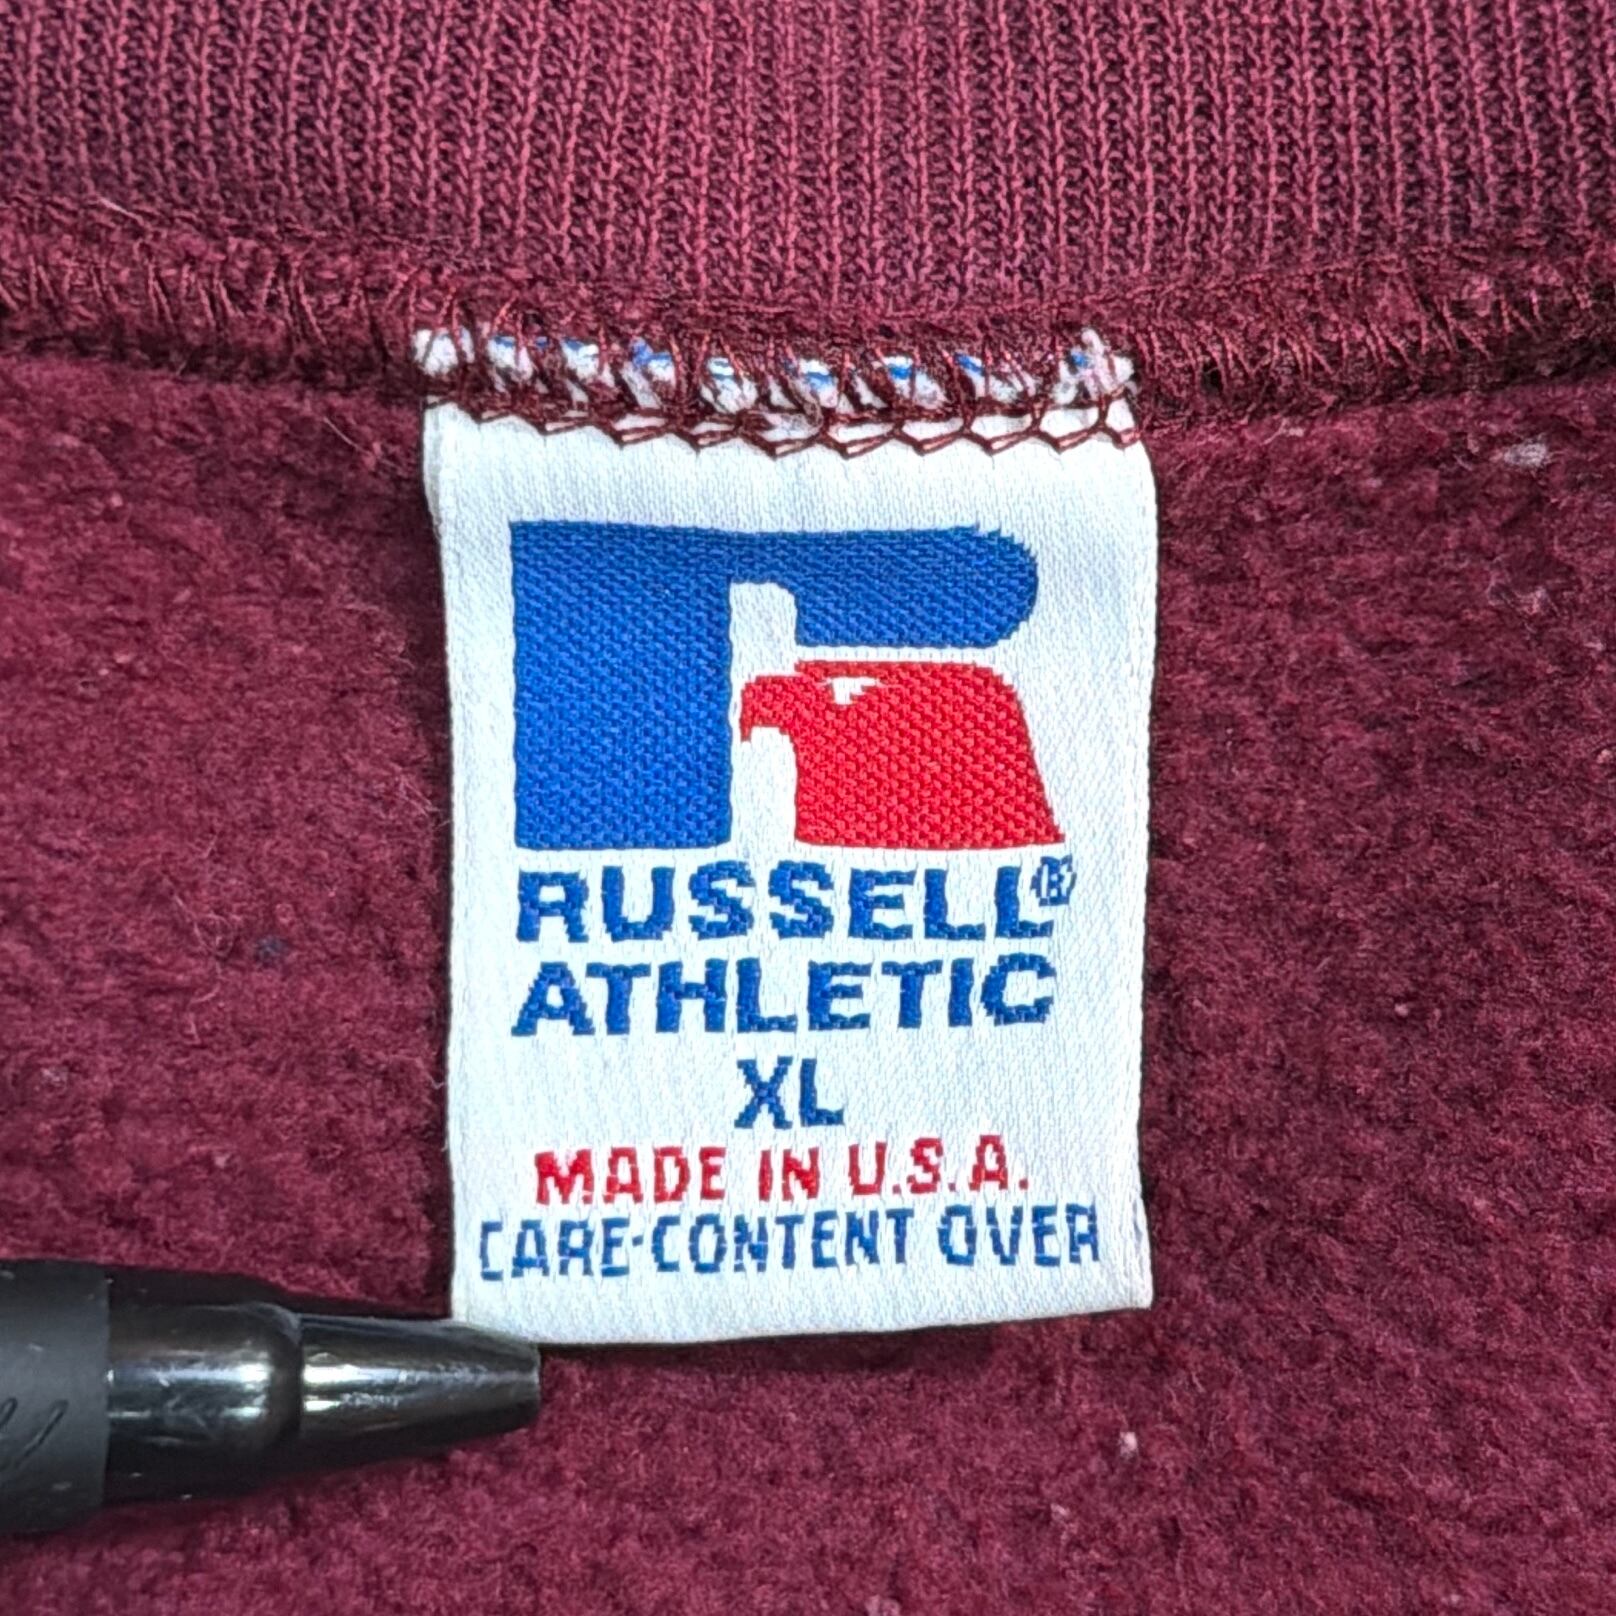 RUSSELL®
ATHLETIC
XL
MADE IN U.S.A.
CARE-CONTENT OVER